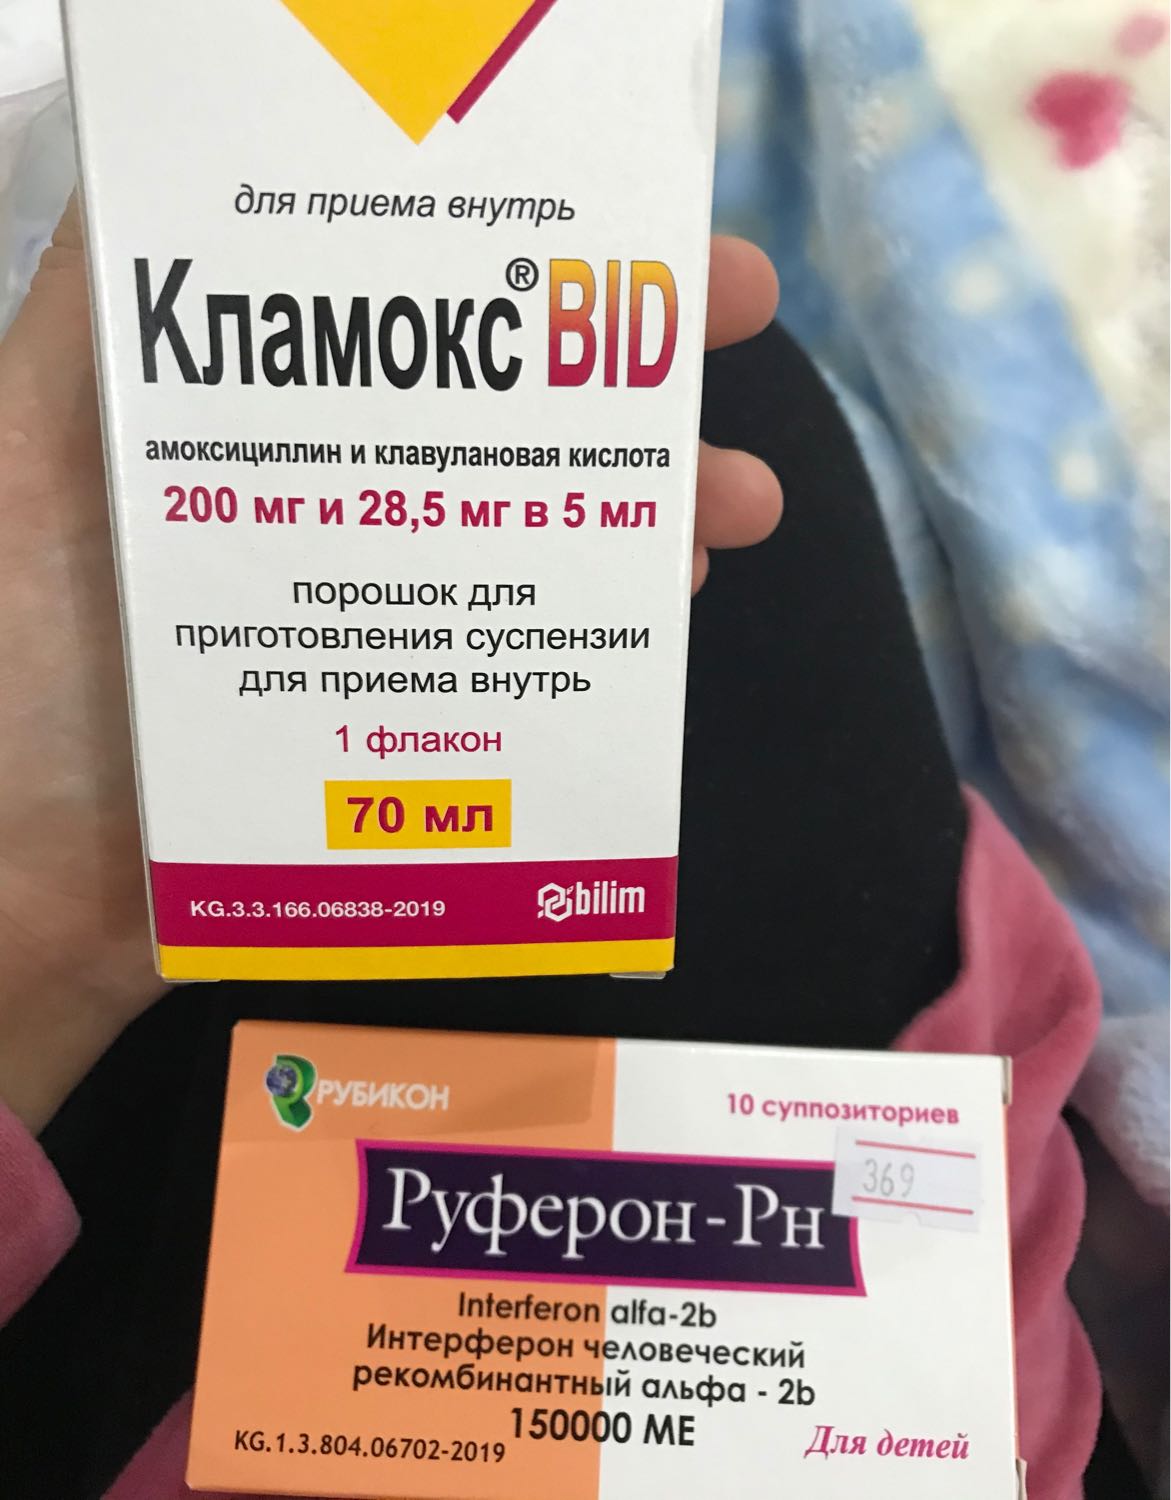 для приема внутрь
Кламокс® BID
амоксициллин и клавулановая кислота
200 мг и 28,5 мг в 5 мл
порошок для
приготовления суспензии
для приема внутрь
1 флакон
70 мл
KG.3.3.166.06838-2019
bilim
РУБИКОН
10 суппозиториев
369
Руферон-Рн
Interferon alfa-2b
Интерферон человеческий
рекомбинантный альфа - 2b
150000 МЕ
KG.1.3.804.06702-2019
Для детей